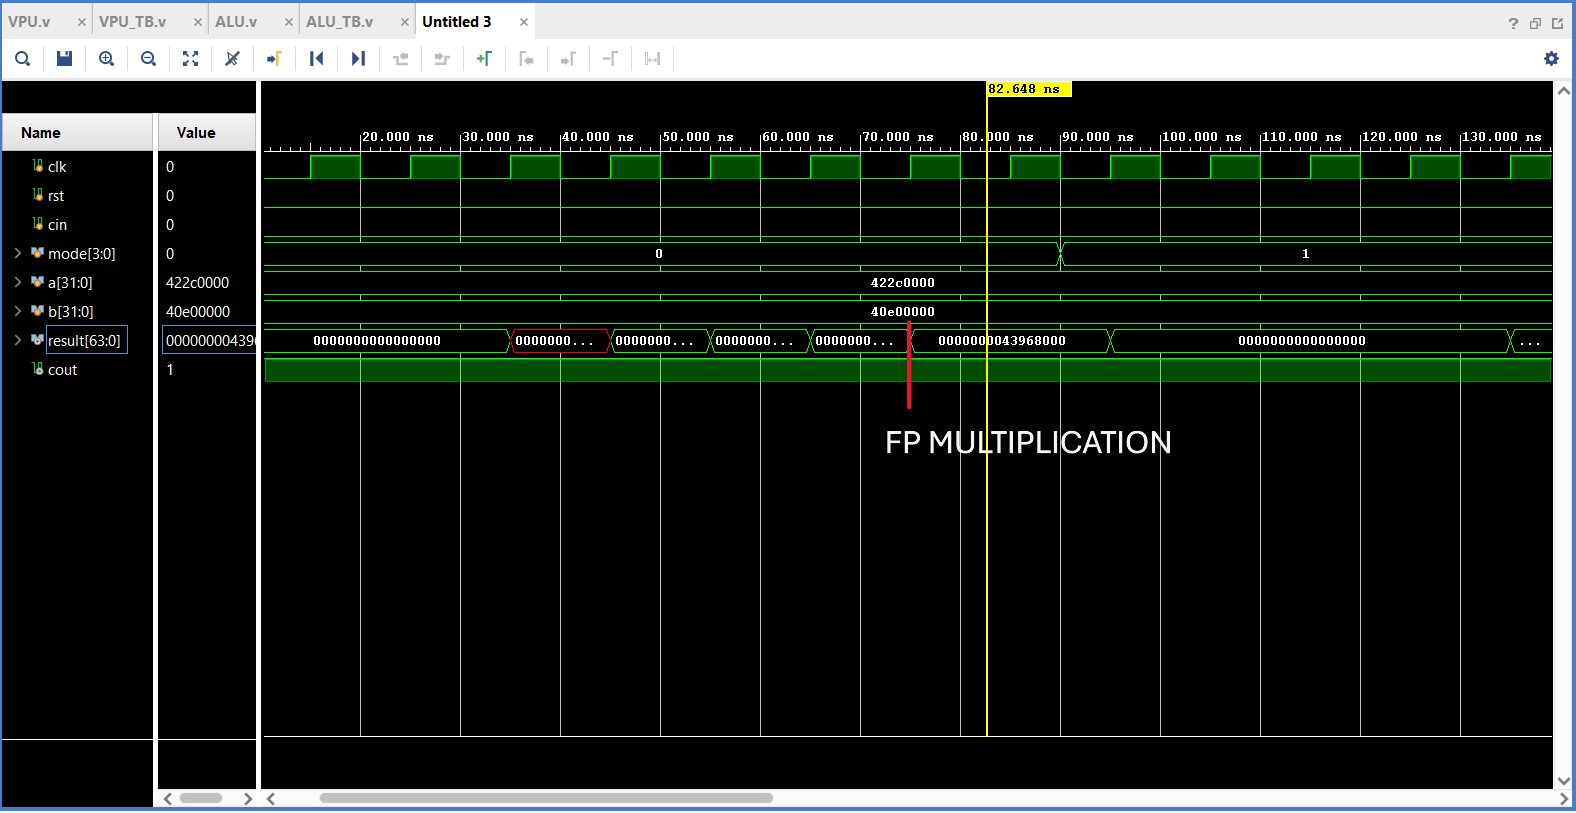 VPU.v × VPU_TB.v × ALU.v × ALU_TB.v × Untitled 3 ×
?
82.648 ns
Name Value
20.000 ns 30.000 ns 40.000 ns 50.000 ns 60.000 ns 70.000 ns 80.000 ns 90.000 ns 100.000 ns 110.000 ns 120.000 ns 130.000 ns
clk 0
rst 0
cin 0
mode[3:0] 0 0 1
a[31:0] 422c0000 422c0000
b[31:0] 40e00000 40e00000
result[63:0] 000000004396 0000000000000000 0000000... 0000000... 0000000... 0000000... 0000000043968000 0000000000000000 ...
cout 1
FP MULTIPLICATION